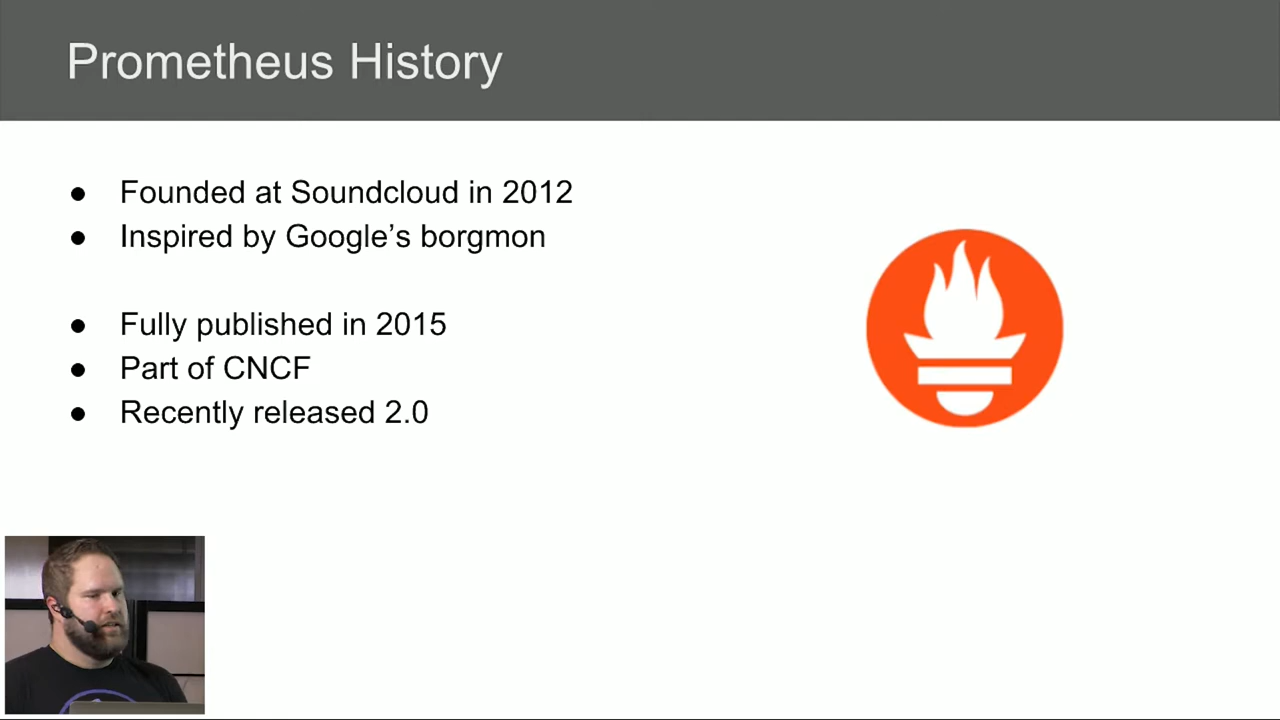 Prometheus History
● Founded at Soundcloud in 2012
● Inspired by Google’s borgmon
● Fully published in 2015
● Part of CNCF
● Recently released 2.0